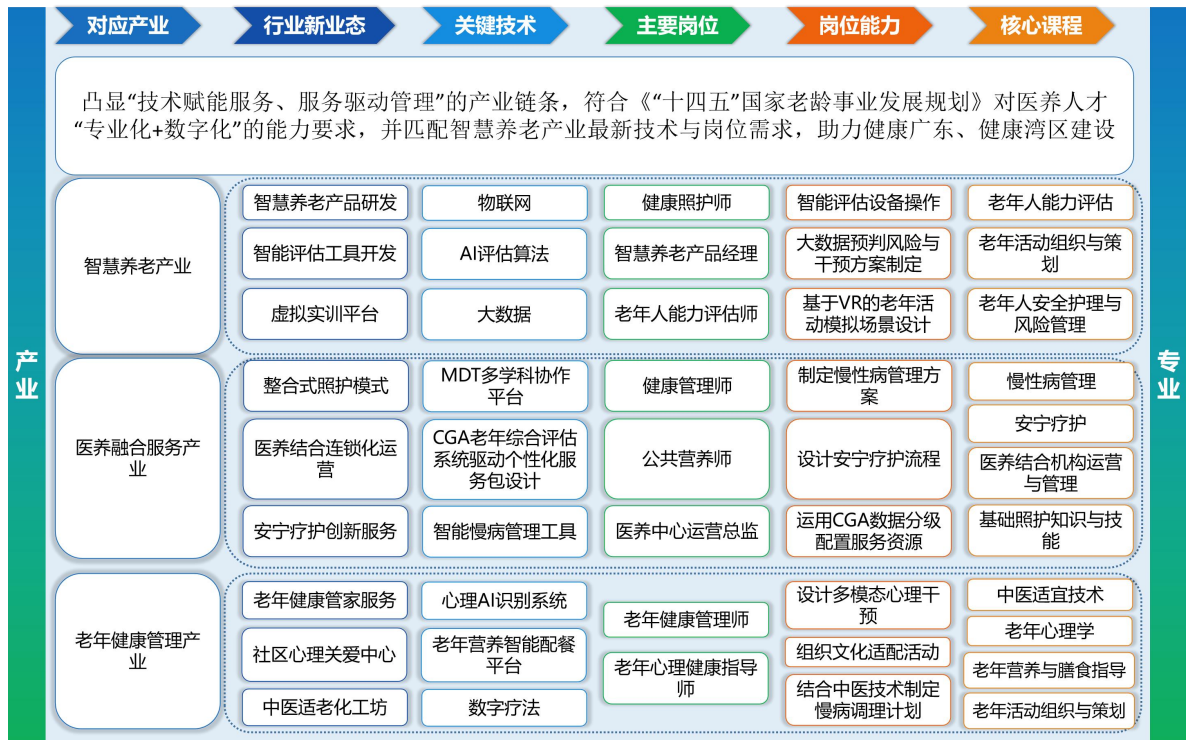 对应产业
行业新业态
关键技术
主要岗位
岗位能力
核心课程
凸显“技术赋能服务、服务驱动管理”的产业链条，符合《“十四五”国家老龄事业发展规划》对医养人才
“专业化+数字化”的能力要求，并匹配智慧养老产业最新技术与岗位需求，助力健康广东、健康湾区建设
产
业
专
业
智慧养老产业
智慧养老产品研发
物联网
健康照护师
智能评估设备操作
老年人能力评估
智能评估工具开发
AI评估算法
智慧养老产品经理
大数据预判风险与
干预方案制定
老年活动组织与策
划
虚拟实训平台
大数据
老年人能力评估师
基于VR的老年活
动模拟场景设计
老年人安全护理与
风险管理
医养融合服务产
业
整合式照护模式
MDT多学科协作
平台
健康管理师
制定慢性病管理方
案
慢性病管理
安宁疗护
医养结合连锁化运
营
CGA老年综合评估
系统驱动个性化服
务包设计
公共营养师
设计安宁疗护流程
医养结合机构运营
与管理
安宁疗护创新服务
智能慢病管理工具
医养中心运营总监
运用CGA数据分级
配置服务资源
基础照护知识与技
能
老年健康管理产
业
老年健康管家服务
心理AI识别系统
老年健康管理师
设计多模态心理干
预
中医适宜技术
老年心理学
社区心理关爱中心
老年营养智能配餐
平台
老年心理健康指导
师
组织文化适配活动
老年营养与膳食指导
中医适老化工坊
数字疗法
结合中医技术制定
慢病调理计划
老年活动组织与策划